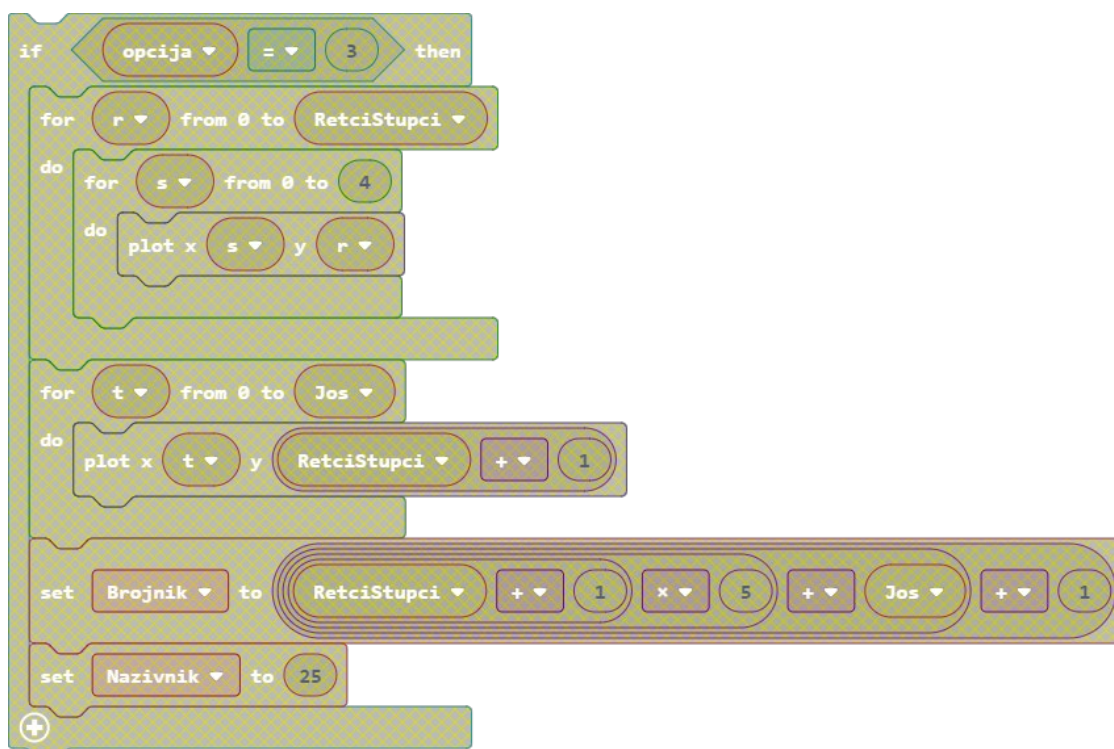 if opcija = 3 then
for r from 0 to RetciStupci
do
for s from 0 to 4
do
plot x s y r
for t from 0 to Jos
do
plot x t y RetciStupci + 1
set Brojnik to RetciStupci + 1 × 5 + Jos + 1
set Nazivnik to 25